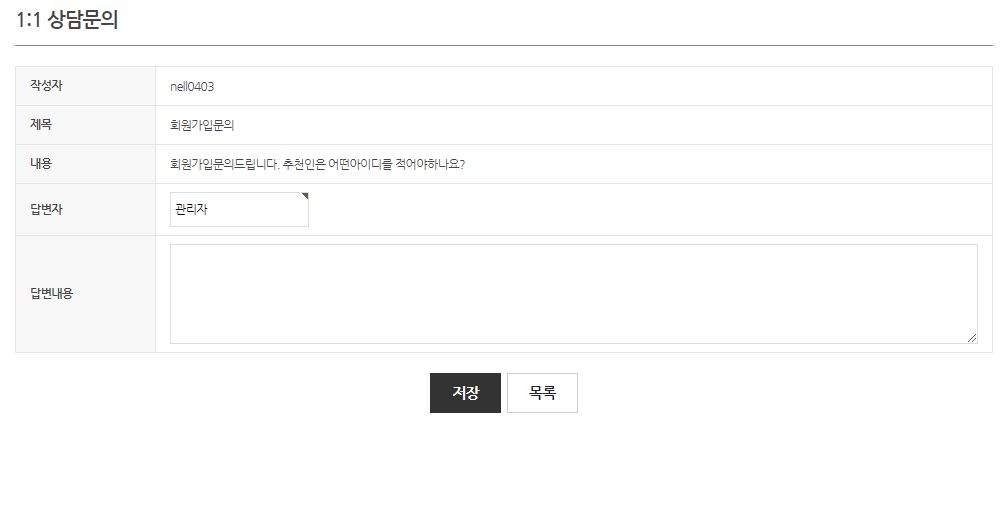 1:1 상담문의
작성자 neil0403
제목 회원가입문의
내용 회원가입문의드립니다. 추천인은 어떤아이디를 적어야하나요?
답변자 관리자
답변내용
저장 목록